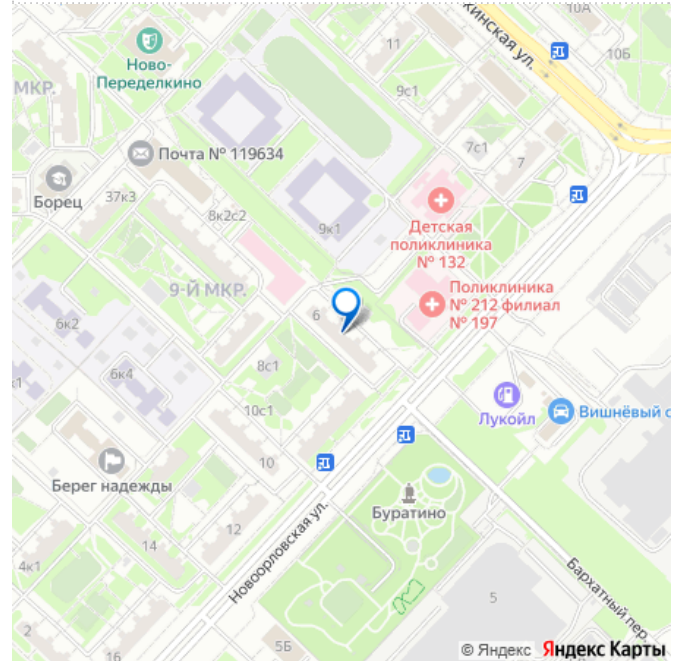 10А
11
кинская ул.
10Б
Ново-
Переделкино
МКР.
9с1
7с1
7
Почта № 119634
Борец
37к3
8к2с2
9к1
Детская
поликлиника
№ 132
9-Й МКР.
Поликлиника
№ 212 филиал
№ 197
6
6к2
8с1
6к4
к1
10с1
Лукойл
Вишнёвый с
10
Берег надежды
Буратино
Новоорловская ул.
12
14
4к1
Бархатный пер.
5
2
16
5Б
© Яндекс Яндекс Карты